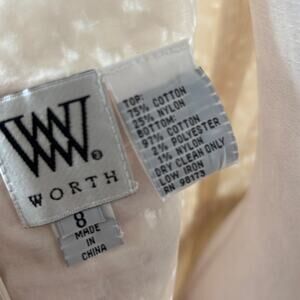 W
®
WORTH
8
MADE
IN
CHINA
TOP:
75% COTTON
25% NYLON
BOTTOM:
97% COTTON
2% POLYESTER
1% NYLON
DRY CLEAN ONLY
LOW IRON
RN 98173